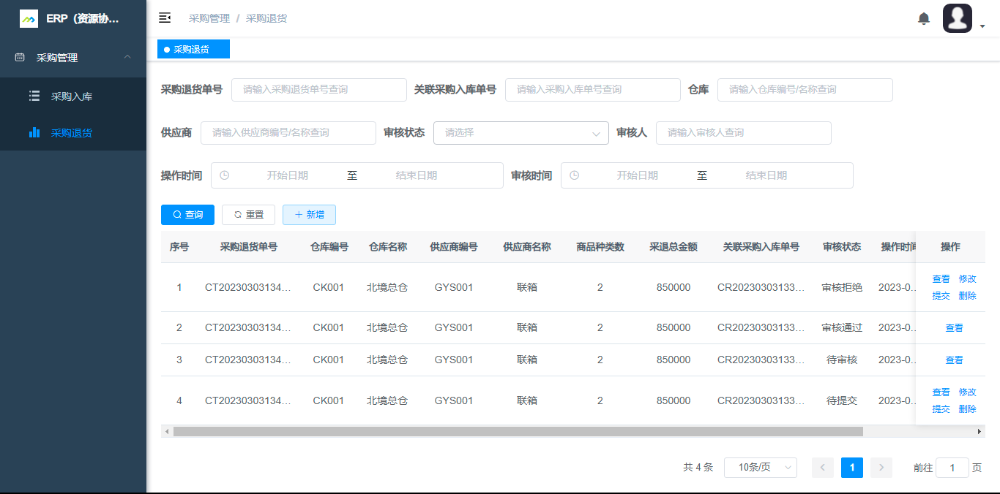 ERP（资源协...
采购管理
采购入库
采购退货
采购管理 / 采购退货
采购退货
采购退货单号 请输入采购退货单号查询 关联采购入库单号 请输入采购入库单号查询 仓库 请输入仓库编号/名称查询
供应商 请输入供应商编号/名称查询 审核状态 请选择 审核人 请输入审核人查询
操作时间 开始日期 至 结束日期 审核时间 开始日期 至 结束日期
查询 重置 新增
序号 采购退货单号 仓库编号 仓库名称 供应商编号 供应商名称 商品种类数 采退总金额 关联采购入库单号 审核状态 操作时间 操作
1 CT20230303134... CK001 北境总仓 GYS001 联箱 2 850000 CR20230303133... 审核拒绝 2023-0... 查看 修改
提交 删除
2 CT20230303134... CK001 北境总仓 GYS001 联箱 2 850000 CR20230303133... 审核通过 2023-0... 查看
3 CT20230303134... CK001 北境总仓 GYS001 联箱 2 850000 CR20230303133... 待审核 2023-0... 查看
4 CT20230303134... CK001 北境总仓 GYS001 联箱 2 850000 CR20230303133... 待提交 2023-0... 查看 修改
提交 删除
共 4 条 10条/页 1 前往 1 页